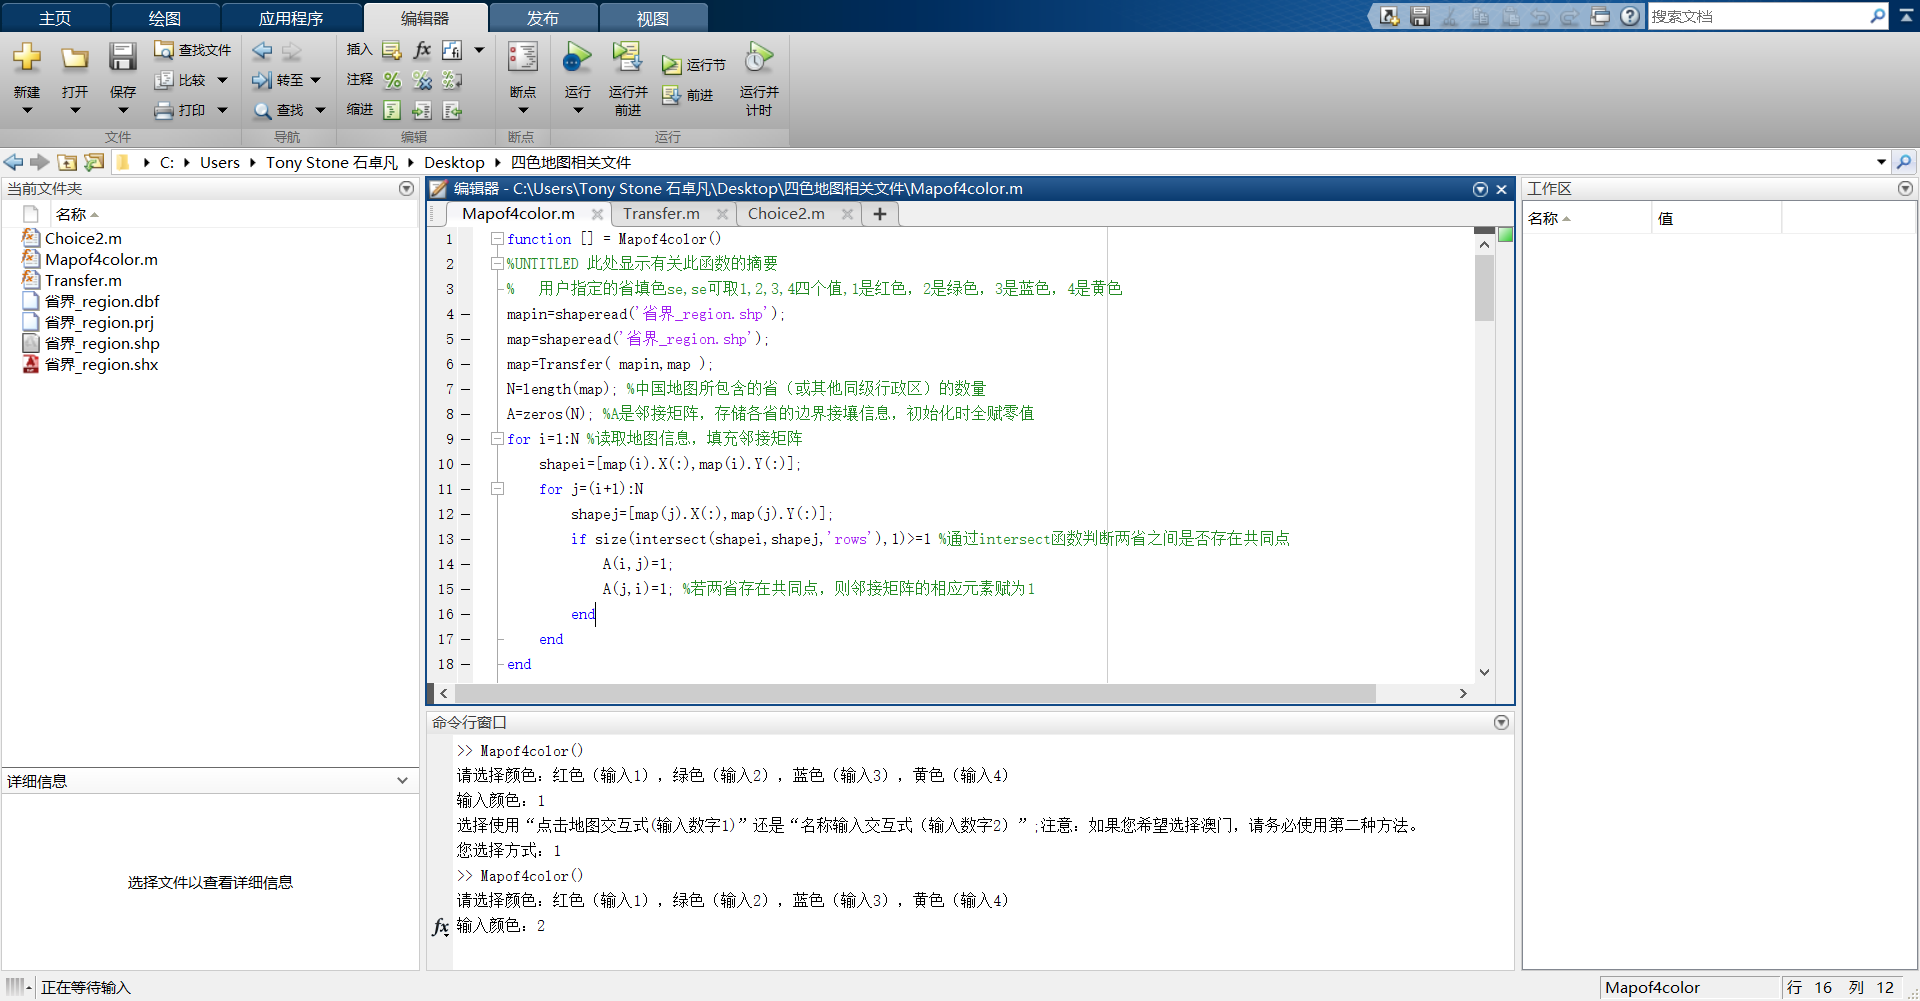 主页 绘图 应用程序 编辑器 发布 视图 搜索文档
新建 打开 保存 查找文件 比较 打印 转至 查找 插入 fx 注释 缩进 断点 运行 运行并前进 运行节 前进 运行并计时
文件 导航 编辑 断点 运行
C: Users Tony Stone 石卓凡 Desktop 四色地图相关文件
当前文件夹
名称
Choice2.m
Mapof4color.m
Transfer.m
省界_region.dbf
省界_region.prj
省界_region.shp
省界_region.shx
详细信息
选择文件以查看详细信息
编辑器 - C:\Users\Tony Stone 石卓凡\Desktop\四色地图相关文件\Mapof4color.m
Mapof4color.m Transfer.m Choice2.m
1 function [] = Mapof4color()
2 %UNTITLED 此处显示有关此函数的摘要
3 % 用户指定的省填色se,se可取1,2,3,4四个值,1是红色，2是绿色，3是蓝色，4是黄色
4 mapin=shaperead('省界_region.shp');
5 map=shaperead('省界_region.shp');
6 map=Transfer( mapin,map );
7 N=length(map); %中国地图所包含的省（或其他同级行政区）的数量
8 A=zeros(N); %A是邻接矩阵，存储各省的边界接壤信息，初始化时全赋零值
9 for i=1:N %读取地图信息，填充邻接矩阵
10 shapei=[map(i).X(:),map(i).Y(:)];
11 for j=(i+1):N
12 shapej=[map(j).X(:),map(j).Y(:)];
13 if size(intersect(shapei,shapej,'rows'),1)>=1 %通过intersect函数判断两省之间是否存在共同点
14 A(i,j)=1;
15 A(j,i)=1; %若两省存在共同点，则邻接矩阵的相应元素赋为1
16 end
17 end
18 end
命令行窗口
>> Mapof4color()
请选择颜色：红色（输入1），绿色（输入2），蓝色（输入3），黄色（输入4）
输入颜色：1
选择使用“点击地图交互式(输入数字1)”还是“名称输入交互式（输入数字2）”;注意：如果您希望选择澳门，请务必使用第二种方法。
您选择方式：1
>> Mapof4color()
请选择颜色：红色（输入1），绿色（输入2），蓝色（输入3），黄色（输入4）
fx 输入颜色：2
工作区
名称 值
正在等待输入
Mapof4color 行 16 列 12